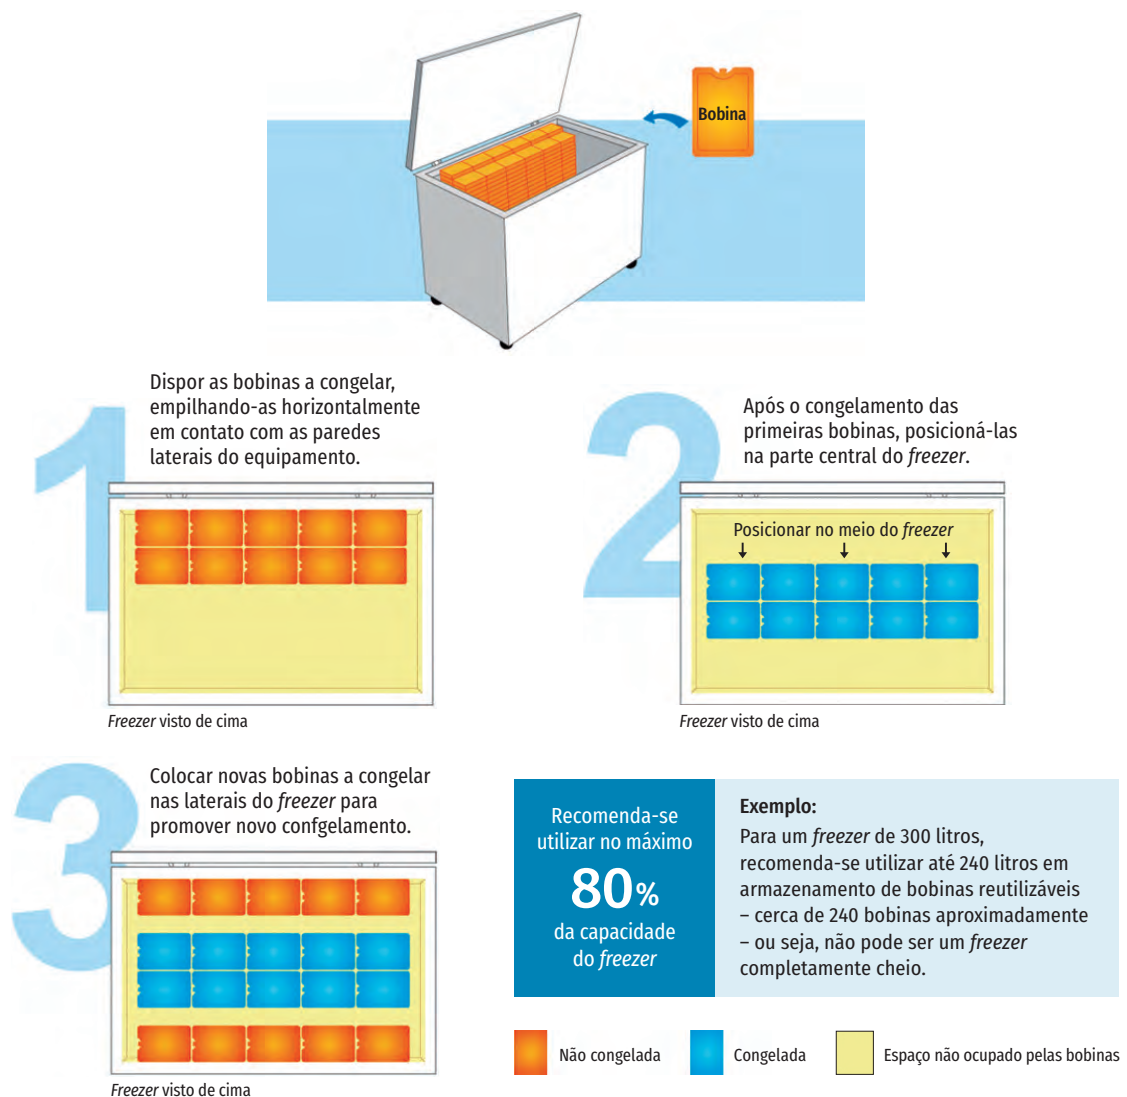 Bobina
1
Dispor as bobinas a congelar,
empilhando-as horizontalmente
em contato com as paredes
laterais do equipamento.
Freezer visto de cima
2
Após o congelamento das
primeiras bobinas, posicioná-las
na parte central do freezer.
Posicionar no meio do freezer
Freezer visto de cima
3
Colocar novas bobinas a congelar
nas laterais do freezer para
promover novo confgelamento.
Freezer visto de cima
Recomenda-se
utilizar no máximo
80%
da capacidade
do freezer
Exemplo:
Para um freezer de 300 litros,
recomenda-se utilizar até 240 litros em
armazenamento de bobinas reutilizáveis
– cerca de 240 bobinas aproximadamente
– ou seja, não pode ser um freezer
completamente cheio.
Não congelada
Congelada
Espaço não ocupado pelas bobinas